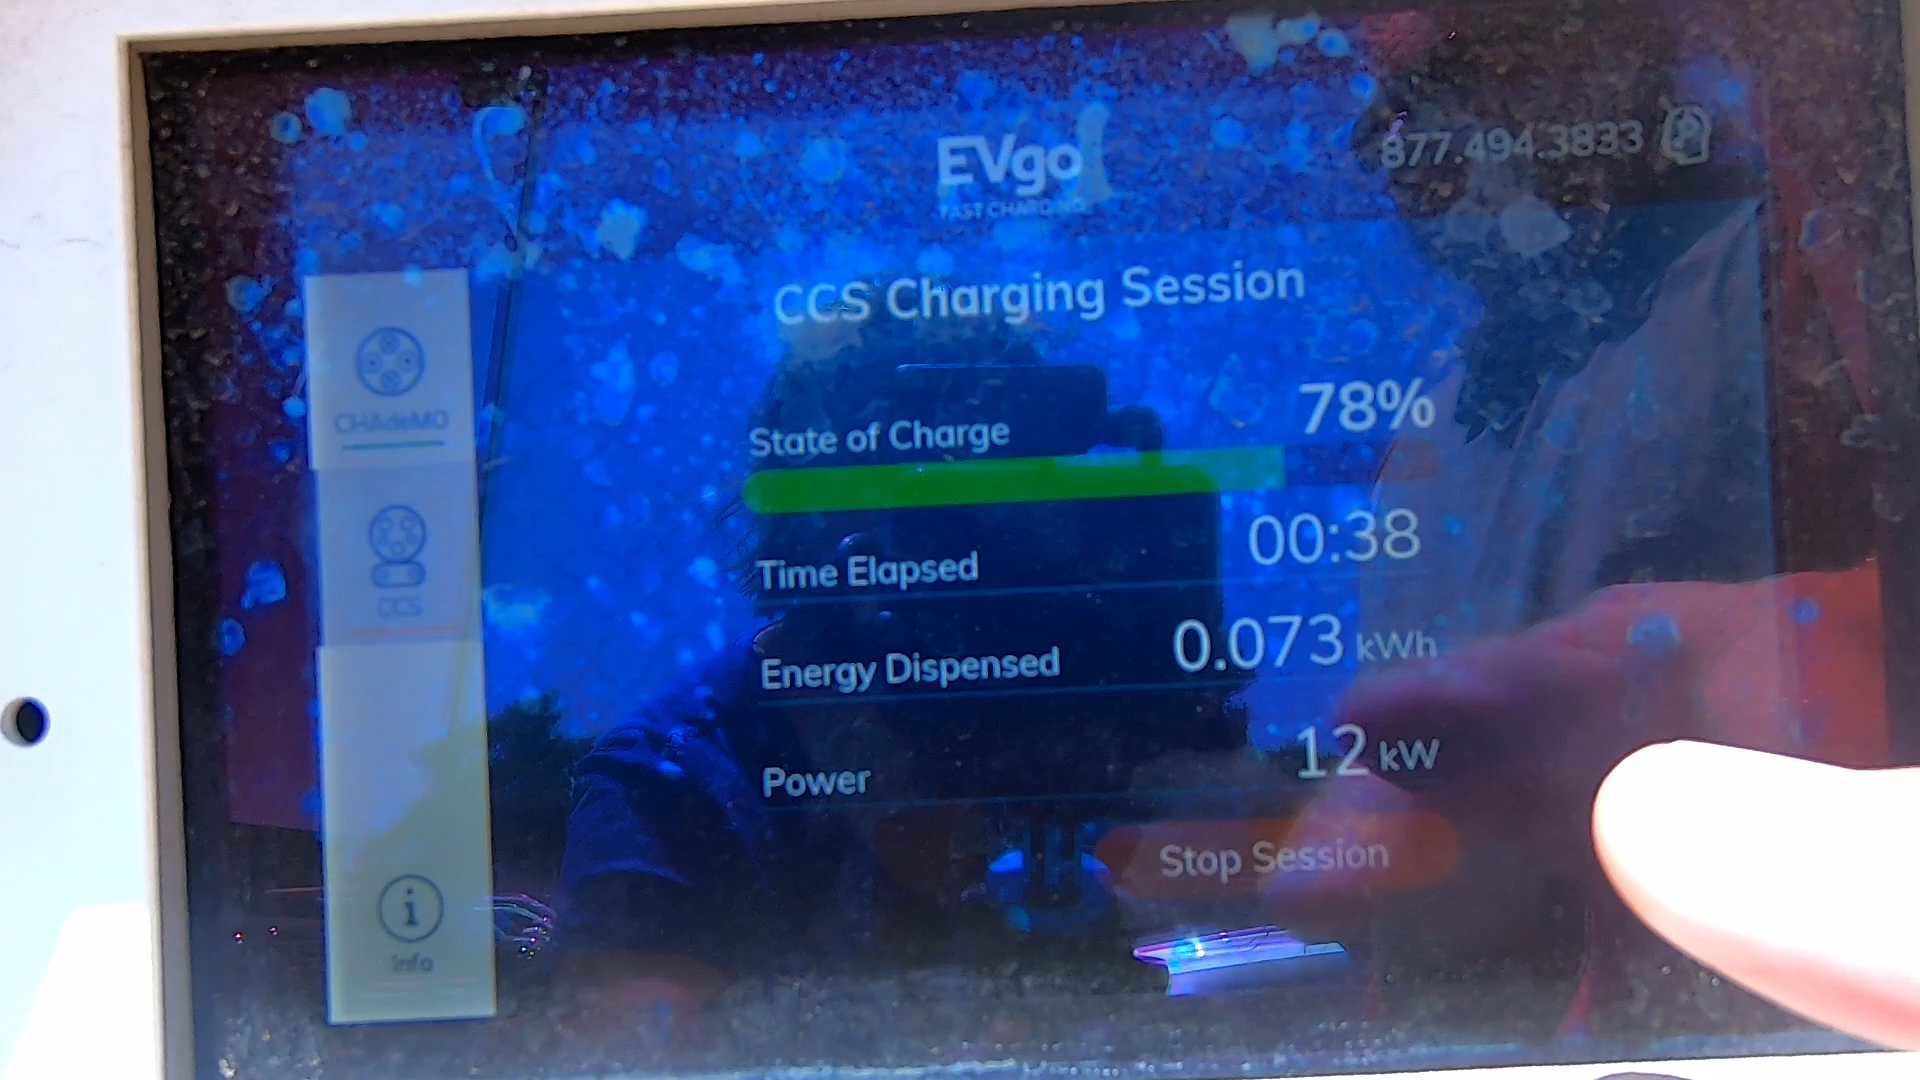 EVgo
FAST CHARGING
877.494.3833
CHAdeMO
CCS
Info
CCS Charging Session
State of Charge 78%
Time Elapsed 00:38
Energy Dispensed 0.073 kWh
Power 12 kW
Stop Session